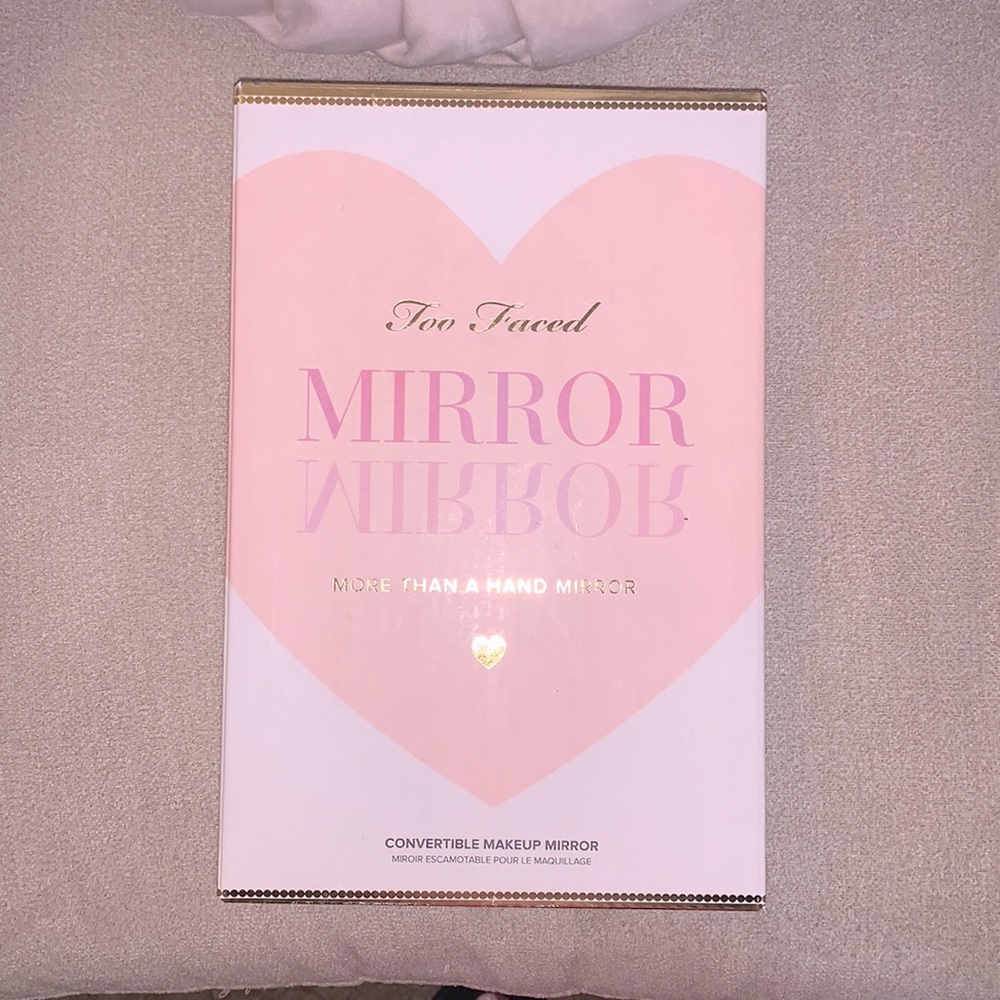 Too Faced
MIRROR
MIRROR
MORE THAN A HAND MIRROR
CONVERTIBLE MAKEUP MIRROR
MIROIR ESCAMOTABLE POUR LE MAQUILLAGE